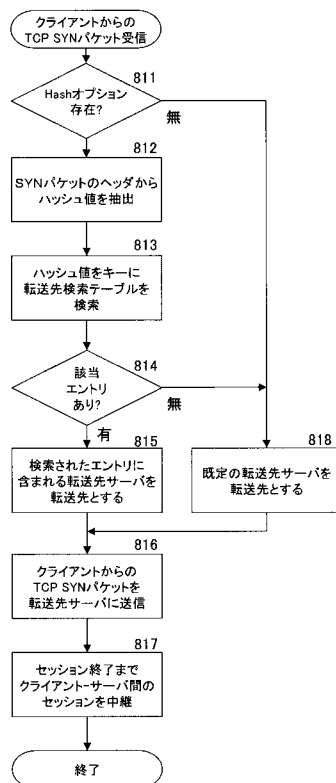 クライアントからの
TCP SYNパケット受信
811
Hashオプション
存在?
無
812
SYNパケットのヘッダから
ハッシュ値を抽出
813
ハッシュ値をキーに
転送先検索テーブルを
検索
814
該当
エントリ
あり?
無
有
815
検索されたエントリに
含まれる転送先サーバを
転送先とする
818
既定の転送先サーバを
転送先とする
816
クライアントからの
TCP SYNパケットを
転送先サーバに送信
817
セッション終了まで
クライアント-サーバ間の
セッションを中継
終了